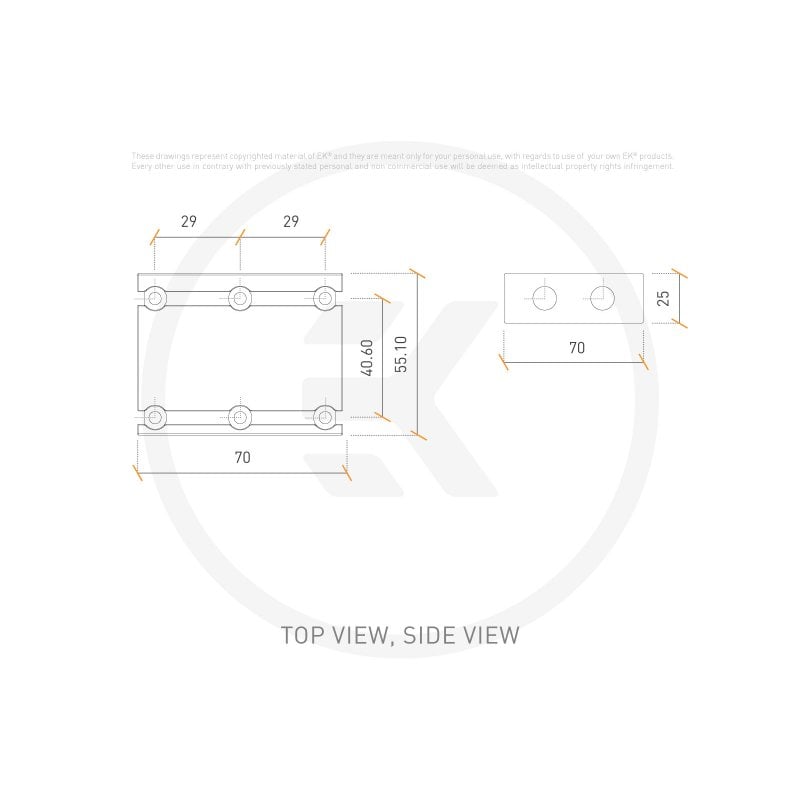 These drawings represent copyrighted material of EK® and they are meant only for your personal use, with regards to use of your own EK® products.
Every other use in contrary with previously stated personal and non commercial use will be deemed as intellectual property rights infringement.
29 29
40.60
55.10
70
25
70
EK
TOP VIEW, SIDE VIEW